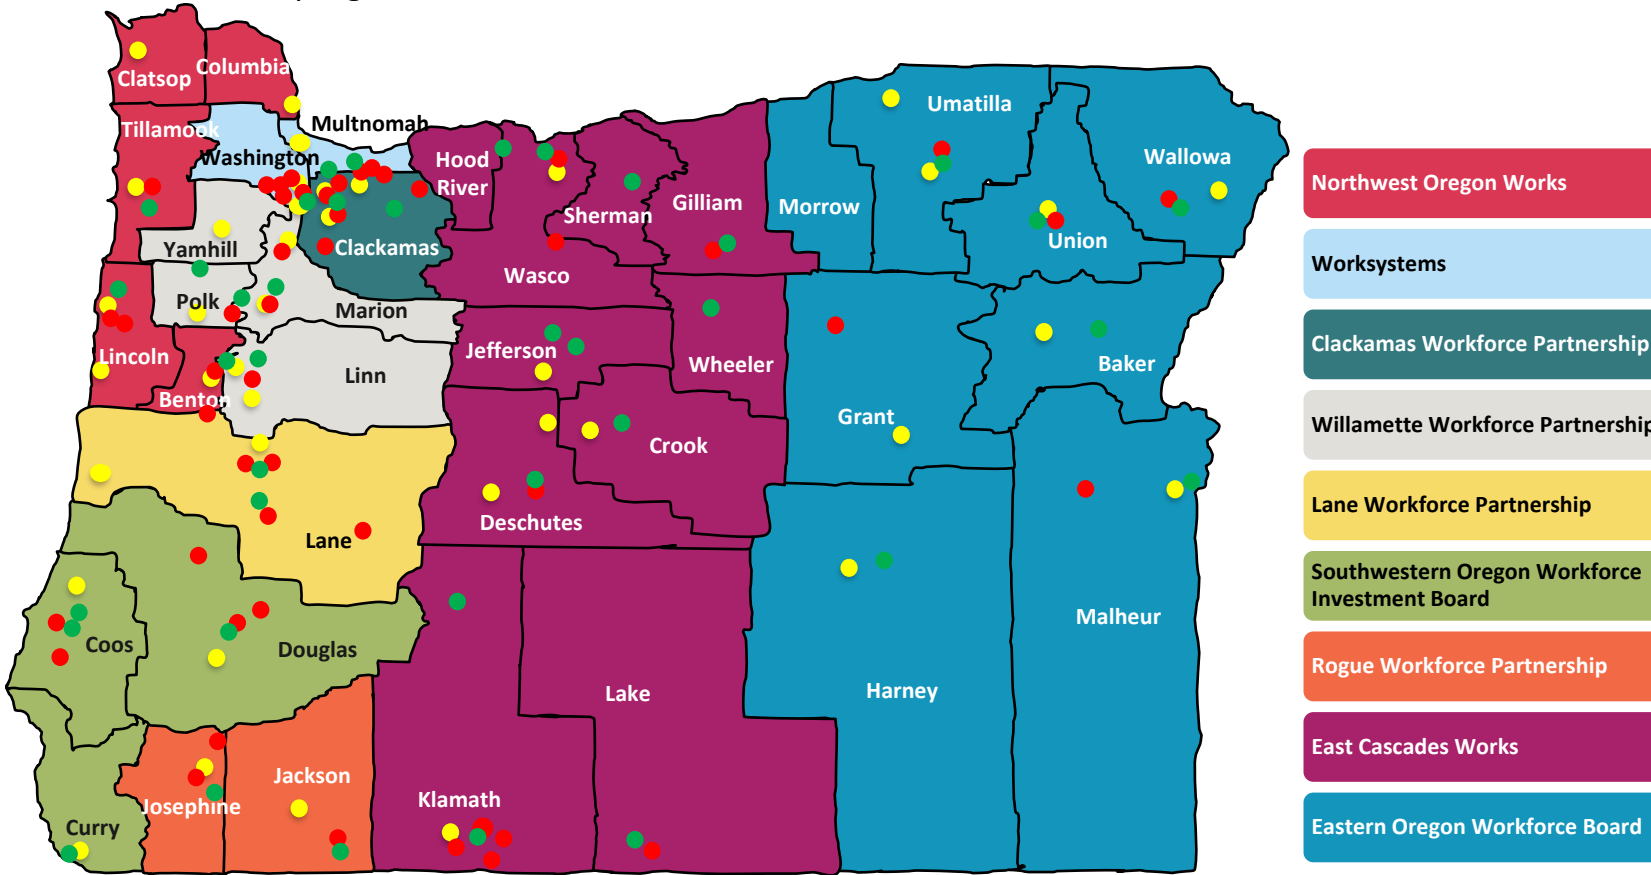 Clatsop
Columbia
Tillamook
Multnomah
Washington
Hood
River
Umatilla
Wallowa
Sherman
Gilliam
Morrow
Yamhill
Clackamas
Union
Wasco
Polk
Marion
Lincoln
Jefferson
Wheeler
Baker
Linn
Benton
Grant
Crook
Deschutes
Lane
Coos
Douglas
Malheur
Lake
Harney
Jackson
Josephine
Klamath
Curry
Northwest Oregon Works
Worksystems
Clackamas Workforce Partnership
Willamette Workforce Partnership
Lane Workforce Partnership
Southwestern Oregon Workforce
Investment Board
Rogue Workforce Partnership
East Cascades Works
Eastern Oregon Workforce Board